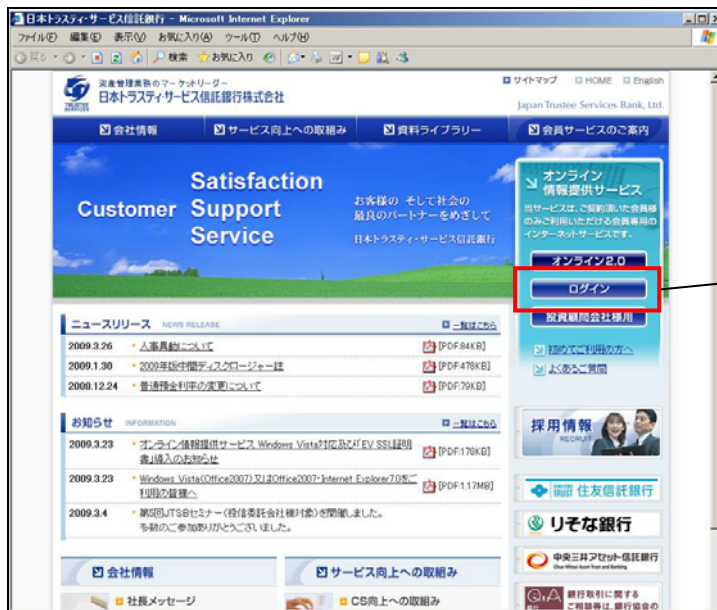 日本トラスティ・サービス信託銀行 - Microsoft Internet Explorer
ファイル(F) 編集(E) 表示(V) お気に入り(A) ツール(T) ヘルプ(H)
戻る 検索 お気に入り
資産管理業務のマーケットリーダー
日本トラスティ・サービス信託銀行株式会社
TRUSTEE SERVICES
サイトマップ HOME English
Japan Trustee Services Bank, Ltd.
会社情報 サービス向上への取組み 資料ライブラリー 会員サービスのご案内
Customer
Satisfaction
Support
Service
お客様の そして社会の
最良のパートナーをめざして
日本トラスティ・サービス信託銀行
オンライン
情報提供サービス
当サービスは、ご契約頂いた会員様
のみご利用いただける会員専用の
インターネットサービスです。
オンライン2.0
ログイン
投資顧問会社様用
初めてご利用の方へ
よくあるご質問
ニュースリリース NEWS RELEASE 一覧はこちら
2009.3.26 人事異動について [PDF:84KB]
2009.1.30 2009年版中間ディスクロージャー誌 [PDF:478KB]
2008.12.24 普通預金利率の変更について [PDF:79KB]
お知らせ INFORMATION 一覧はこちら
2009.3.23 オンライン情報提供サービス Windows Vista対応及び「EV SSL証明
書」導入のお知らせ [PDF:178KB]
2009.3.23 Windows Vista(Office2007)又はOffice2007・Internet Explorer7.0をご
利用の皆様へ [PDF:1.17MB]
2009.3.4 第5回JTSBセミナー（投信委託会社様対象）を開催しました。
多数のご参加ありがとうございました。
採用情報
RECRUIT
住友信託銀行
りそな銀行
中央三井アセット信託銀行
Chuo Mitsui Asset Trust and Banking
会社情報 サービス向上への取組み
社長メッセージ CS向上への取組み
Q&A 銀行取引に関する
ご相談等は、銀行協会の